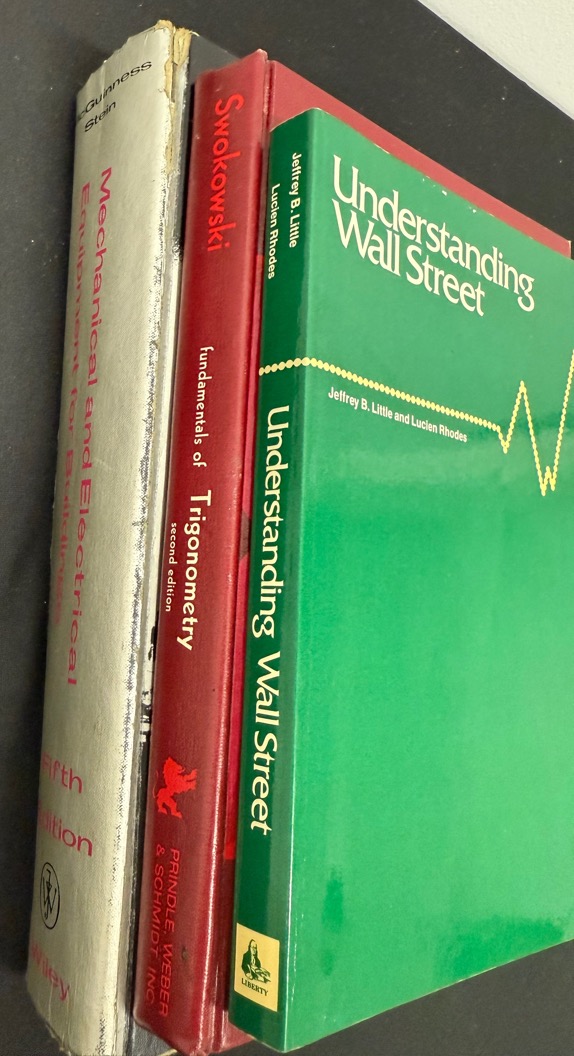 McGuinness
Stein
Mechanical and Electrical
Equipment for Buildings
Fifth
Edition
Wiley
Swokowski
fundamentals of Trigonometry
second edition
PRINDLE, WEBER
& SCHMIDT, INC.
Jeffrey B. Little
Lucien Rhodes
Understanding Wall Street
LIBERTY
Understanding
Wall Street
Jeffrey B. Little and Lucien Rhodes